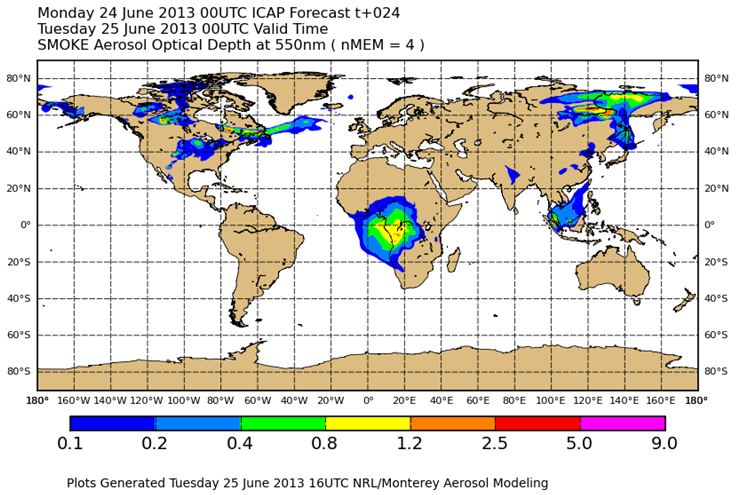 Monday 24 June 2013 00UTC ICAP Forecast t+024
Tuesday 25 June 2013 00UTC Valid Time
SMOKE Aerosol Optical Depth at 550nm ( nMEM = 4 )
80°N 80°N
60°N 60°N
40°N 40°N
20°N 20°N
0° 0°
20°S 20°S
40°S 40°S
60°S 60°S
80°S 80°S
180° 160°W 140°W 120°W 100°W 80°W 60°W 40°W 20°W 0° 20°E 40°E 60°E 80°E 100°E 120°E 140°E 160°E 180°
0.1 0.2 0.4 0.8 1.2 2.5 5.0 9.0
Plots Generated Tuesday 25 June 2013 16UTC NRL/Monterey Aerosol Modeling